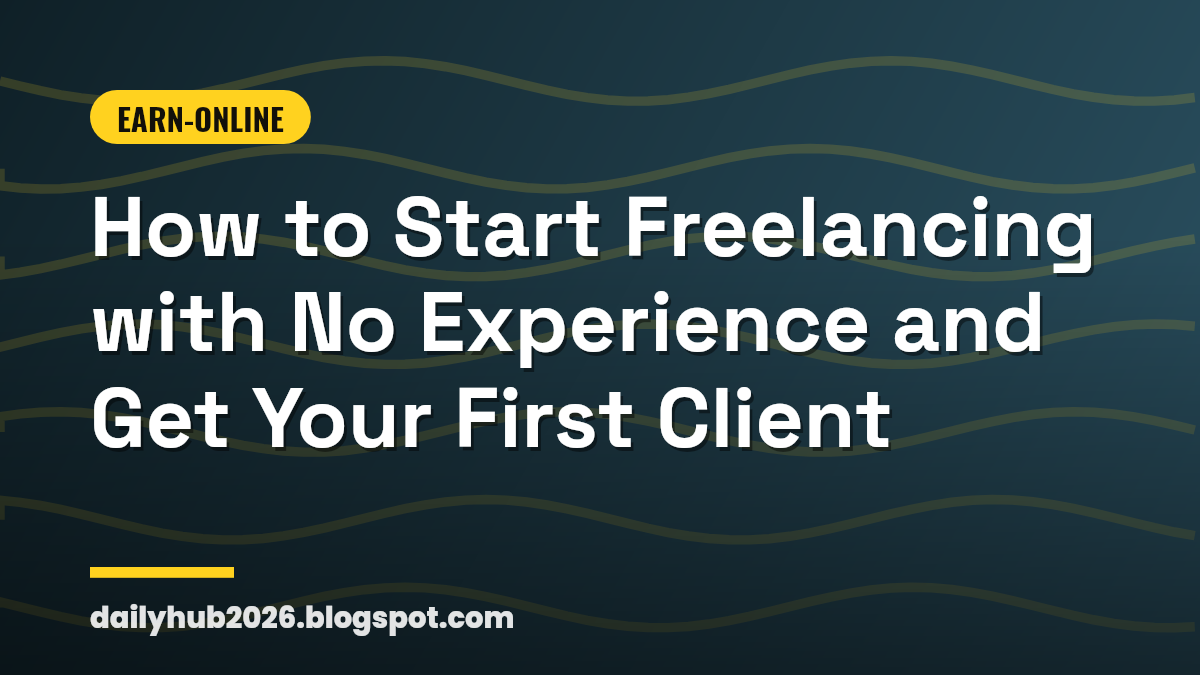 EARN-ONLINE
How to Start Freelancing
with No Experience and
Get Your First Client
dailyhub2026.blogspot.com